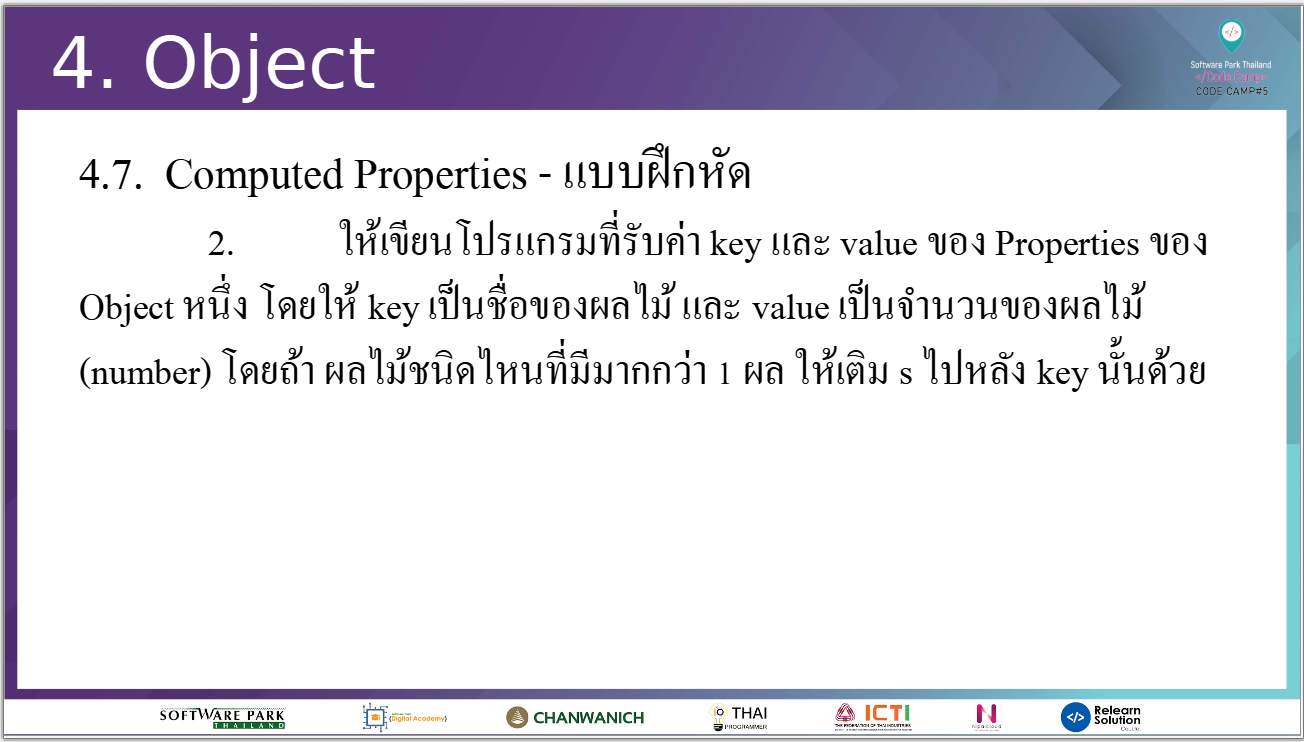 4. Object
Software Park Thailand
</Code Camp>
CODE CAMP#5
4.7. Computed Properties - แบบฝึกหัด
2. ให้เขียนโปรแกรมที่รับค่า key และ value ของ Properties ของ
Object หนึ่ง โดยให้ key เป็นชื่อของผลไม้ และ value เป็นจำนวนของผลไม้
(number) โดยถ้า ผลไม้ชนิดไหนที่มีมากกว่า 1 ผล ให้เติม s ไปหลัง key นั้นด้วย
SOFTWARE PARK
THAILAND
(Digital Academy)
CHANWANICH
THAI
PROGRAMMER
ICTI
THE FEDERATION OF THAI INDUSTRIES
nipa.cloud
Relearn
Solution
Co.,Ltd.